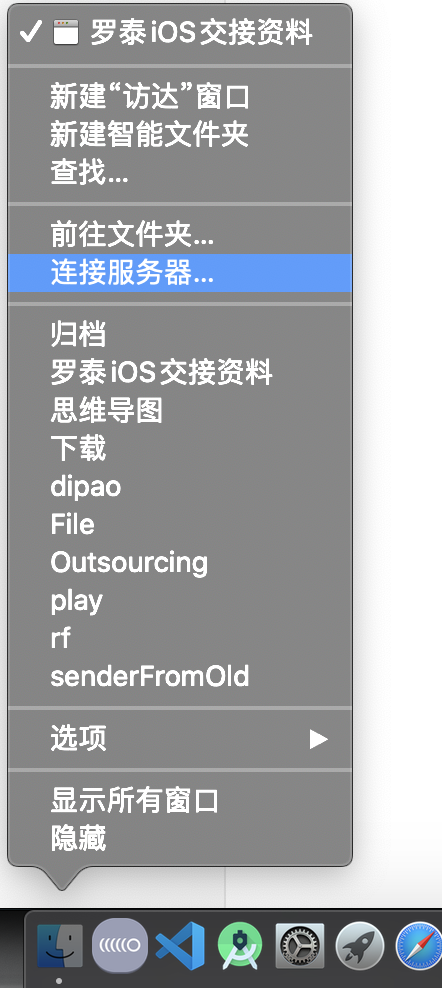 罗泰iOS交接资料
新建“访达”窗口
新建智能文件夹
查找...
前往文件夹...
连接服务器...
归档
罗泰iOS交接资料
思维导图
下载
dipao
File
Outsourcing
play
rf
senderFromOld
选项
显示所有窗口
隐藏